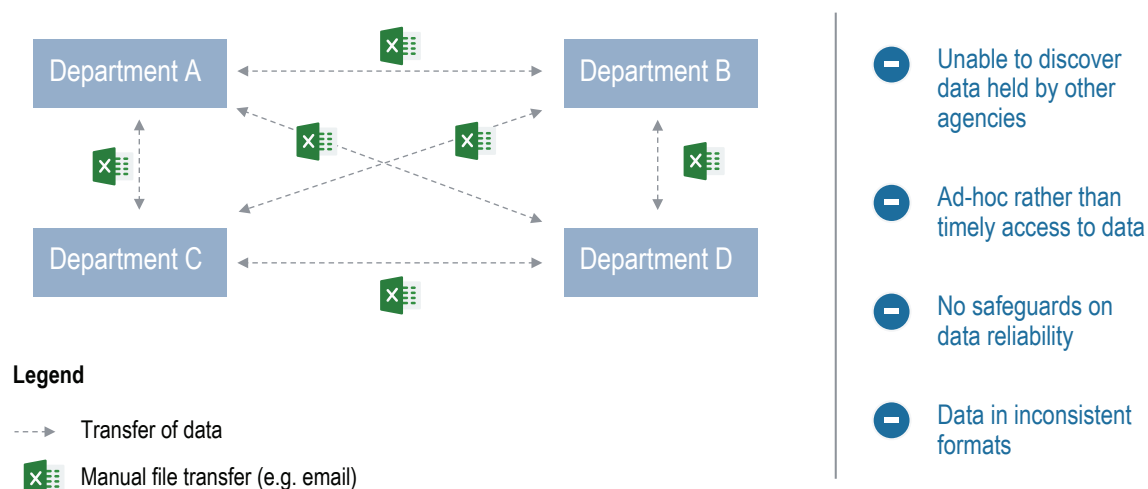 Department A
Department B
Department C
Department D
Legend
Transfer of data
Manual file transfer (e.g. email)
Unable to discover
data held by other
agencies
Ad-hoc rather than
timely access to data
No safeguards on
data reliability
Data in inconsistent
formats